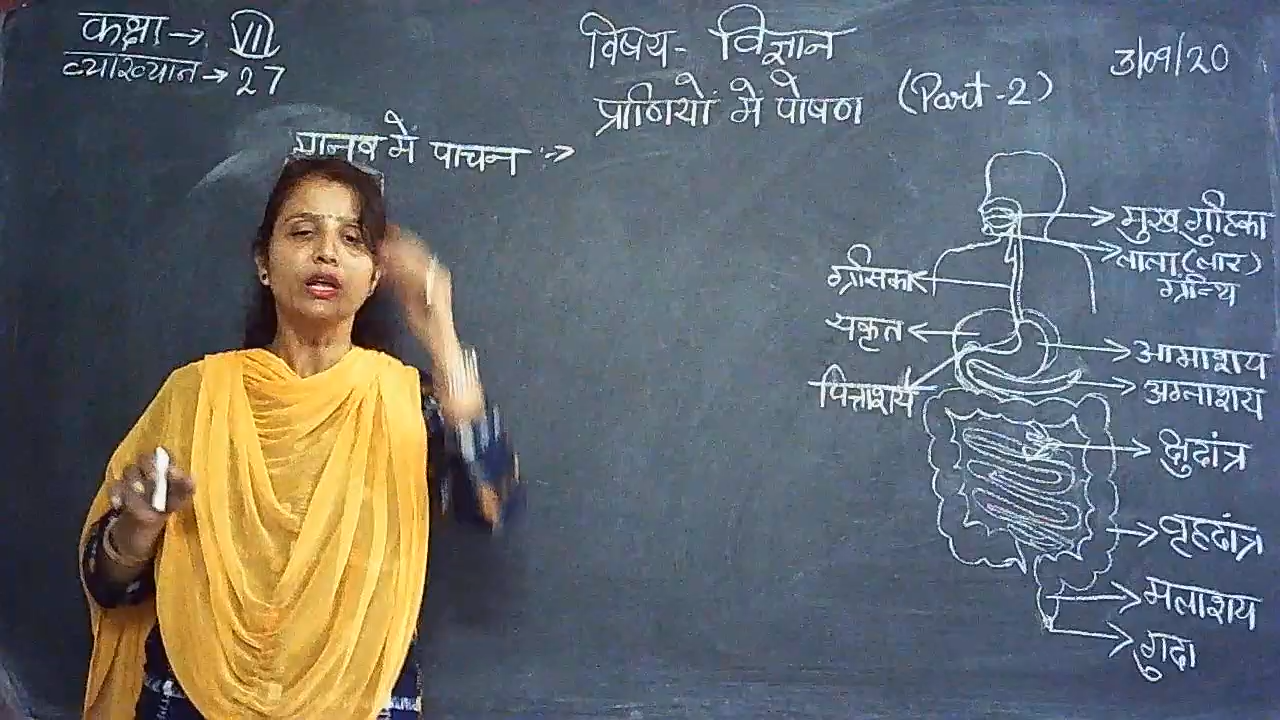 कक्षा → VII
व्याख्यान → 27
विषय - विज्ञान
प्राणियों में पोषण (Part-2)
3/09/20
मानव में पाचन :->
मुख गुहिका
लाला (लार)
ग्रन्थि
ग्रसिका
यकृत
पित्ताशय
आमाशय
अग्नाशय
क्षुदांत्र
वृहदांत्र
मलाशय
गुदा